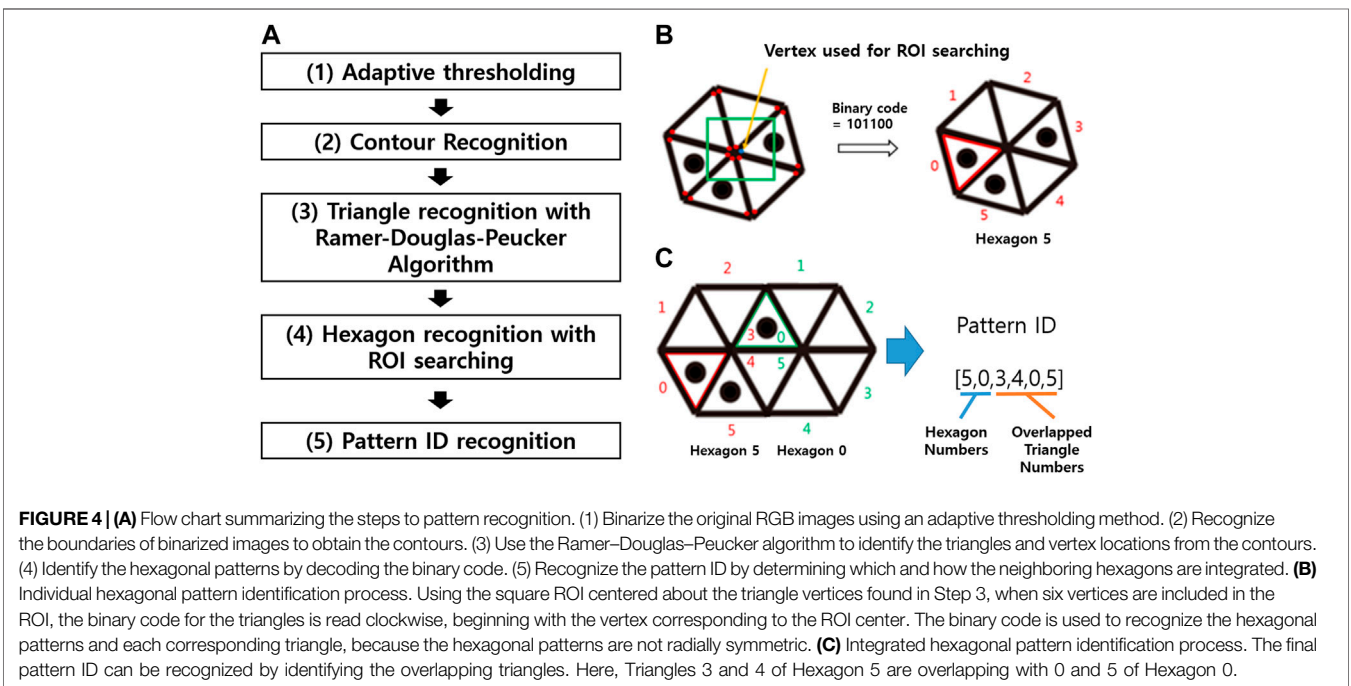 A
(1) Adaptive thresholding
(2) Contour Recognition
(3) Triangle recognition with
Ramer-Douglas-Peucker
Algorithm
(4) Hexagon recognition with
ROI searching
(5) Pattern ID recognition
B
Vertex used for ROI searching
Binary code
= 101100
2
1
3
0
4
5
Hexagon 5
C
2
1
1
2
3
0
4
5
0
3
5
4
Hexagon 5
Hexagon 0
Pattern ID
[5,0,3,4,0,5]
Hexagon
Numbers
Overlapped
Triangle
Numbers
FIGURE 4 | (A) Flow chart summarizing the steps to pattern recognition. (1) Binarize the original RGB images using an adaptive thresholding method. (2) Recognize
the boundaries of binarized images to obtain the contours. (3) Use the Ramer–Douglas–Peucker algorithm to identify the triangles and vertex locations from the contours.
(4) Identify the hexagonal patterns by decoding the binary code. (5) Recognize the pattern ID by determining which and how the neighboring hexagons are integrated. (B)
Individual hexagonal pattern identification process. Using the square ROI centered about the triangle vertices found in Step 3, when six vertices are included in the
ROI, the binary code for the triangles is read clockwise, beginning with the vertex corresponding to the ROI center. The binary code is used to recognize the hexagonal
patterns and each corresponding triangle, because the hexagonal patterns are not radially symmetric. (C) Integrated hexagonal pattern identification process. The final
pattern ID can be recognized by identifying the overlapping triangles. Here, Triangles 3 and 4 of Hexagon 5 are overlapping with 0 and 5 of Hexagon 0.